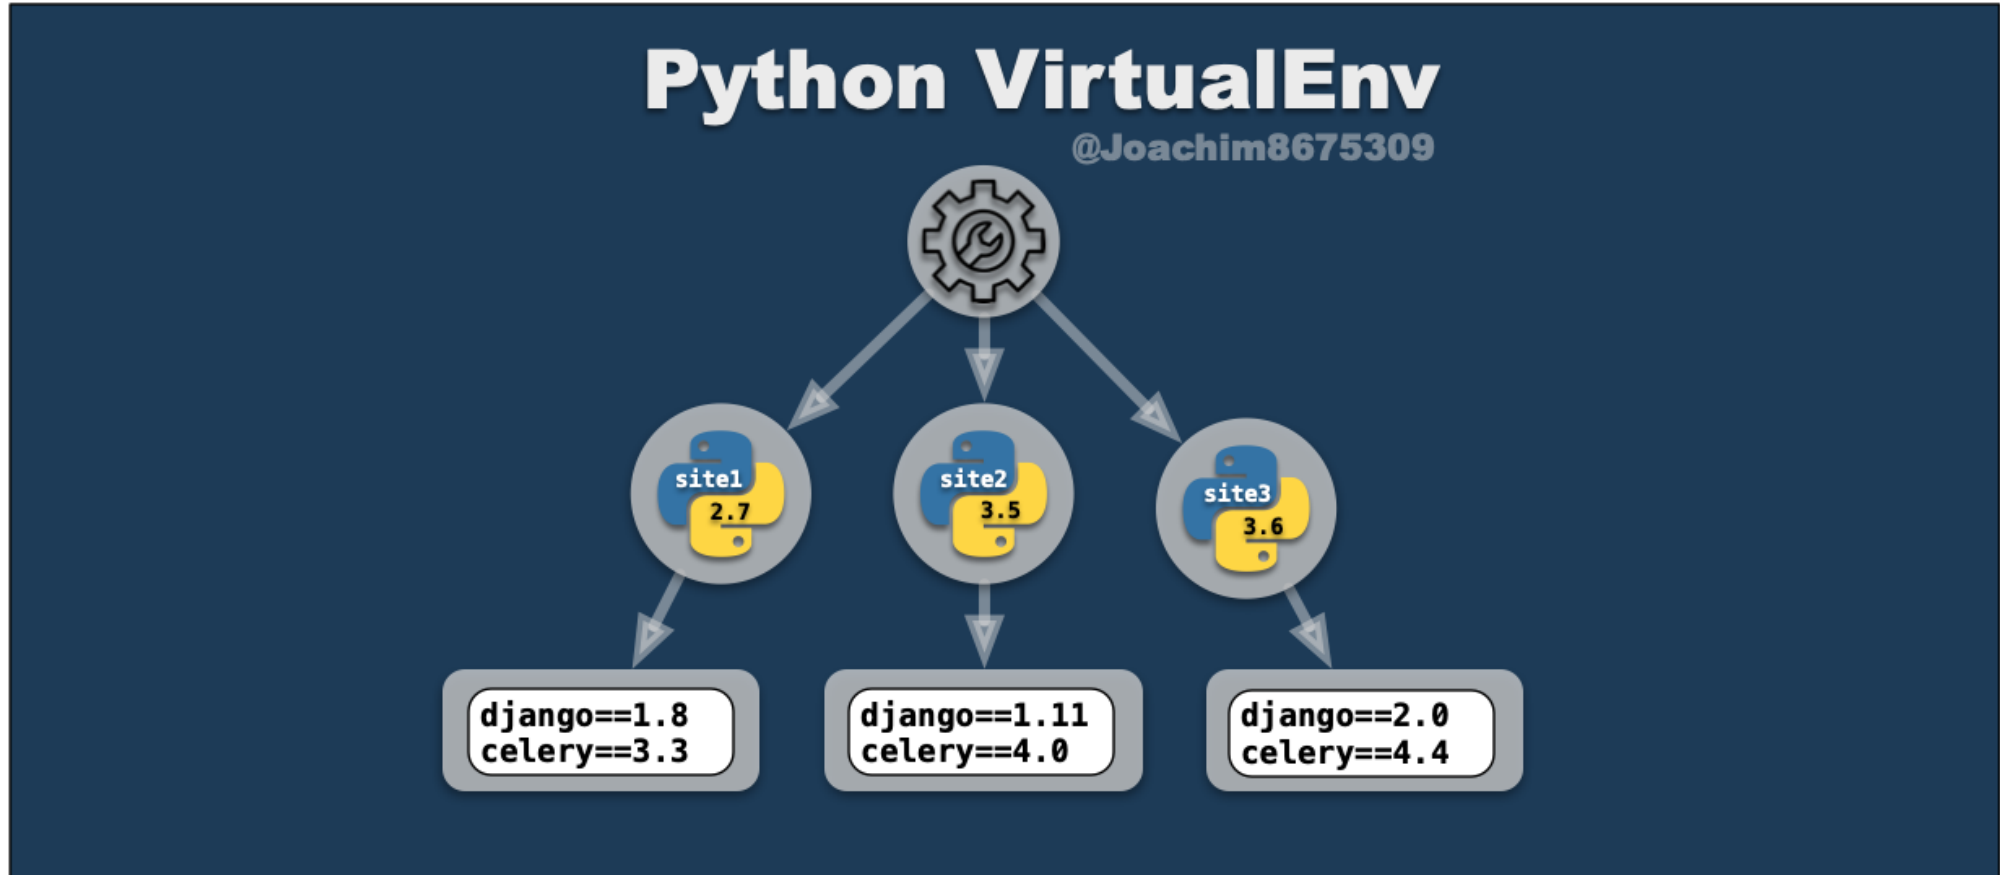 Python VirtualEnv
@Joachim8675309
site1
2.7
site2
3.5
site3
3.6
django==1.8
celery==3.3
django==1.11
celery==4.0
django==2.0
celery==4.4